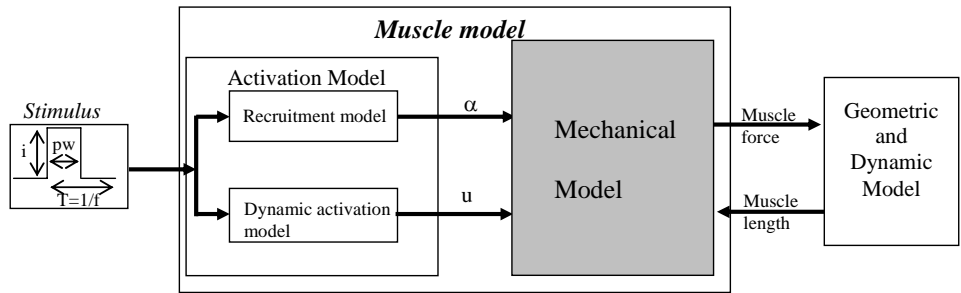 Muscle model
Activation Model
Stimulus
i
pw
T=1/f
Recruitment model
α
Dynamic activation
model
u
Mechanical
Model
Muscle
force
Muscle
length
Geometric
and
Dynamic
Model